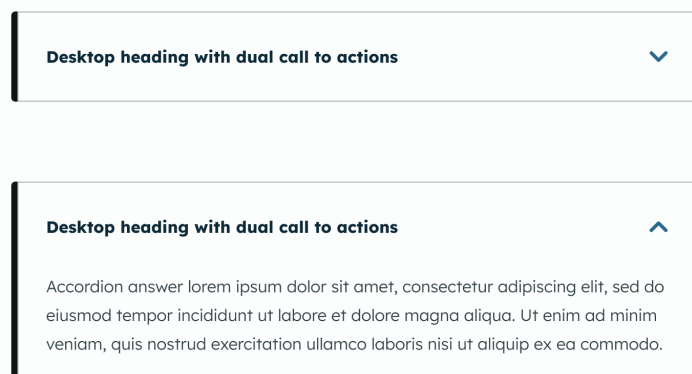 Desktop heading with dual call to actions
Desktop heading with dual call to actions
Accordion answer lorem ipsum dolor sit amet, consectetur adipiscing elit, sed do
eiusmod tempor incididunt ut labore et dolore magna aliqua. Ut enim ad minim
veniam, quis nostrud exercitation ullamco laboris nisi ut aliquip ex ea commodo.